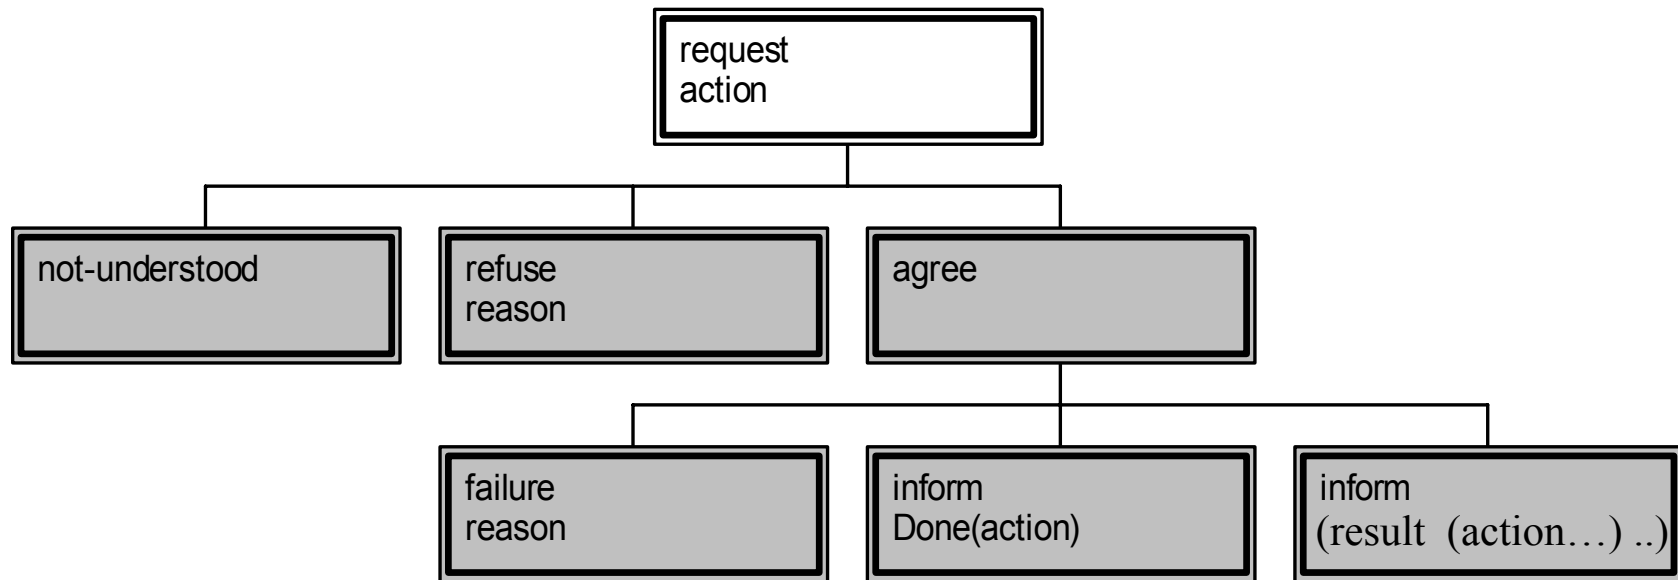 request
action
not-understood
refuse
reason
agree
failure
reason
inform
Done(action)
inform
(result (action…) ..)